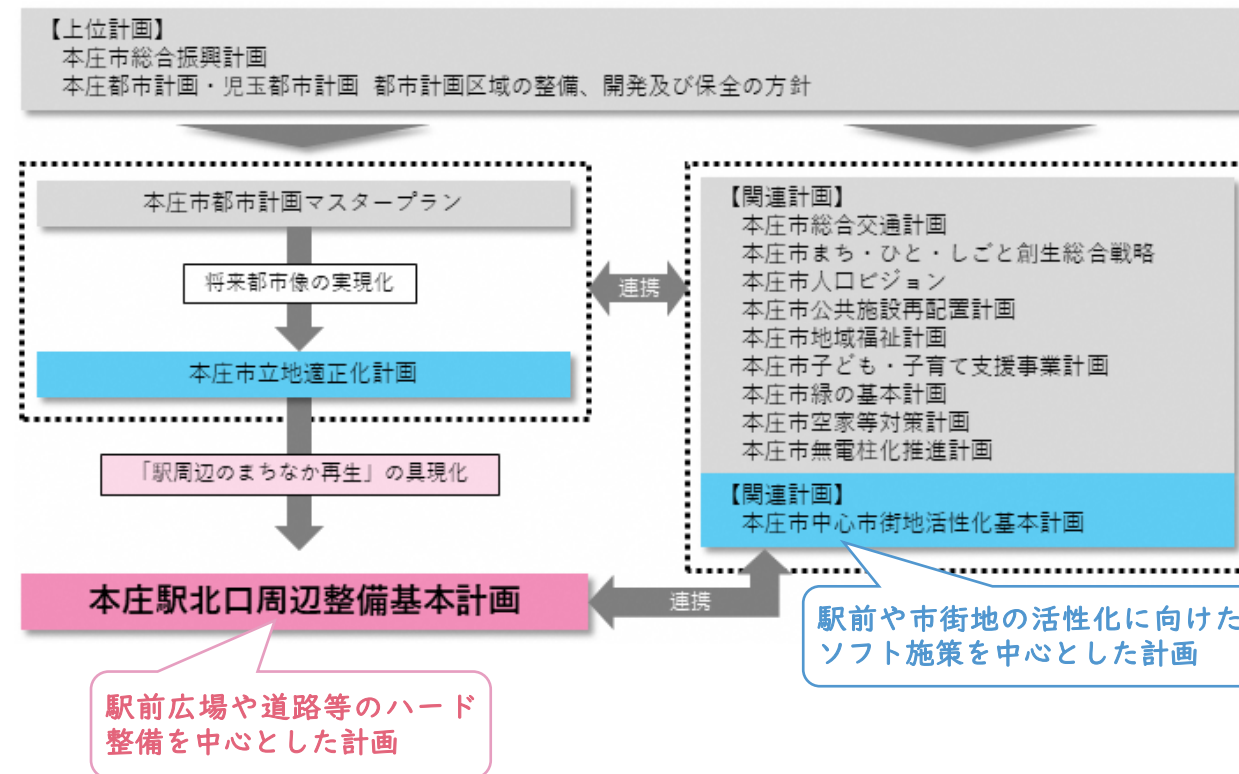 【上位計画】
本庄市総合振興計画
本庄都市計画・児玉都市計画 都市計画区域の整備、開発及び保全の方針
本庄市都市計画マスタープラン
将来都市像の実現化
本庄市立地適正化計画
「駅周辺のまちなか再生」の具現化
本庄駅北口周辺整備基本計画
駅前広場や道路等のハード
整備を中心とした計画
連携
連携
【関連計画】
本庄市総合交通計画
本庄市まち・ひと・しごと創生総合戦略
本庄市人口ビジョン
本庄市公共施設再配置計画
本庄市地域福祉計画
本庄市子ども・子育て支援事業計画
本庄市緑の基本計画
本庄市空家等対策計画
本庄市無電柱化推進計画
【関連計画】
本庄市中心市街地活性化基本計画
駅前や市街地の活性化に向けた
ソフト施策を中心とした計画